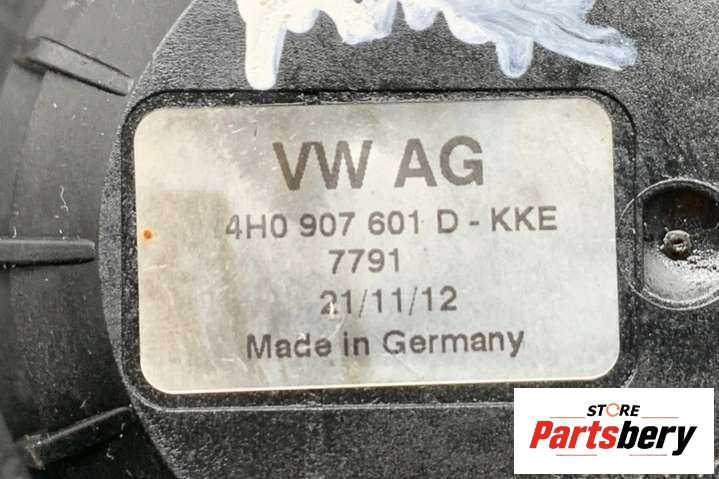 VW AG
4H0 907 601 D - KKE
7791
21/11/12
Made in Germany
STORE
Partsbery